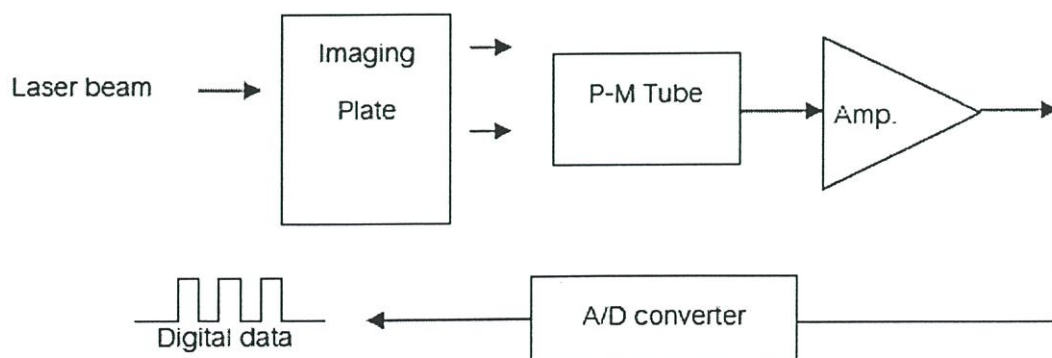 Laser beam
Imaging
Plate
P-M Tube
Amp.
Digital data
A/D converter